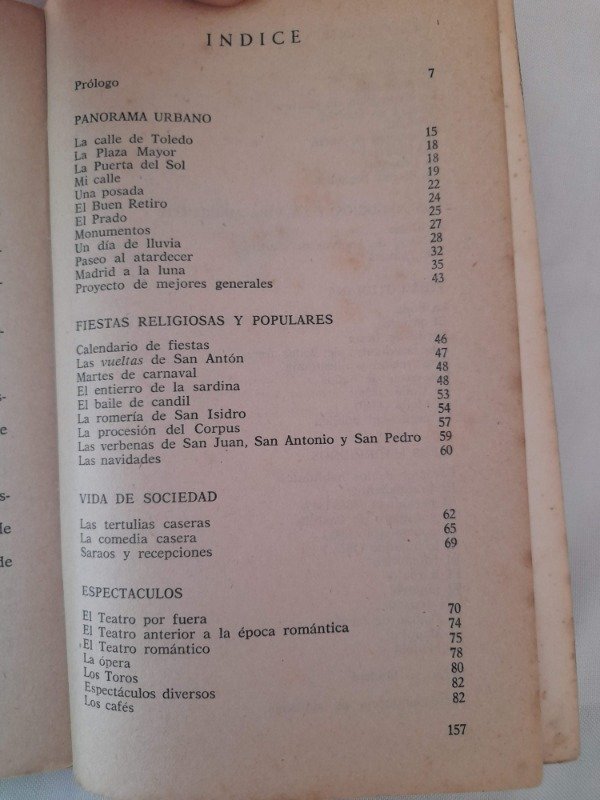 INDICE
Prólogo 7
PANORAMA URBANO
La calle de Toledo 15
La Plaza Mayor 18
La Puerta del Sol 18
Mi calle 19
Una posada 22
El Buen Retiro 24
El Prado 25
Monumentos 27
Un día de lluvia 28
Paseo al atardecer 32
Madrid a la luna 35
Proyecto de mejores generales 43
FIESTAS RELIGIOSAS Y POPULARES
Calendario de fiestas 46
Las vueltas de San Antón 47
Martes de carnaval 48
El entierro de la sardina 48
El baile de candil 53
La romería de San Isidro 54
La procesión del Corpus 57
Las verbenas de San Juan, San Antonio y San Pedro 59
Las navidades 60
VIDA DE SOCIEDAD
Las tertulias caseras 62
La comedia casera 65
Saraos y recepciones 69
ESPECTACULOS
El Teatro por fuera 70
El Teatro anterior a la época romántica 74
El Teatro romántico 75
La ópera 78
Los Toros 80
Espectáculos diversos 82
Los cafés 82
157